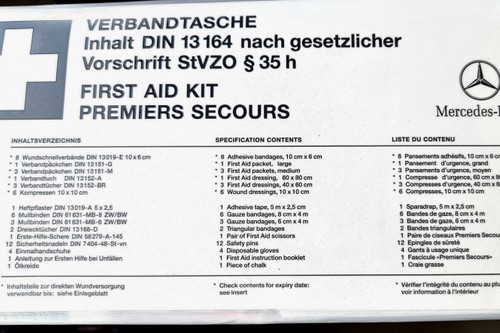 VERBANDTASCHE
Inhalt DIN 13 164 nach gesetzlicher
Vorschrift StVZO § 35 h
FIRST AID KIT
PREMIERS SECOURS
Mercedes-
INHALTSVERZEICHNIS
* 8 Wundschnellverbände DIN 13019-E 10 x 6 cm
* 1 Verbandpäckchen DIN 13151-G
* 3 Verbandpäckchen DIN 13151-M
* 1 Verbandtuch DIN 13152-A
* 3 Verbandtücher DIN 13152-BR
* 6 Kompressen 10 x 10 cm
1 Heftpflaster DIN 13019-A 5 x 2,5
6 Mullbinden DIN 61631-MB-8 ZW/BW
3 Mullbinden DIN 61631-MB-6 ZW/BW
2 Dreiecktücher DIN 13168-D
1 Erste-Hilfe-Schere DIN 58279-A-145
12 Sicherheitsnadeln DIN 7404-48-St-vn
4 Einmalhandschuhe
1 Anleitung zur Ersten Hilfe bei Unfällen
1 Ölkreide
* Inhaltsteile zur direkten Wundversorgung
verwendbar bis: siehe Einlegeblatt
SPECIFICATION CONTENTS
* 8 Adhesive bandages, 10 cm x 6 cm
* 1 First Aid packet, large
* 3 First Aid packets, medium
* 1 First Aid dressing, 60 x 80 cm
* 3 First Aid dressings, 40 x 60 cm
* 6 Wound dressings, 10 x 10 cm
1 Adhesive tape, 5 m x 2,5 cm
6 Gauze bandages, 8 cm x 4 m
3 Gauze bandages, 6 cm x 4 m
2 Triangular bandages
1 Pair of First Aid scissors
12 Safety pins
4 Disposable gloves
1 First Aid instruction booklet
1 Piece of chalk
* Check contents for expiry date:
see insert
LISTE DU CONTENU
* 8 Pansements adhésifs, 10 cm x 6 cm
* 1 Pansement d'urgence, grand
* 3 Pansements d'urgence, moyen
* 1 Compresse d'urgence, 60 cm x 80
* 3 Compresses d'urgence, 40 cm x
* 6 Compresses, 10 cm x 10 cm
1 Sparadrap, 5 m x 2,5 cm
6 Bandes de gaze, 8 cm x 4 m
3 Bandes de gaze, 6 cm x 4 m
2 Bandes triangulaires
1 Paire de ciseaux Premiers Secours
12 Epingles de sûreté
4 Gants à usage unique
1 Fascicule «Premiers Secours»
1 Craie grasse
* Vérifier l'intégrité du contenu au plus
voir information à l'intérieur